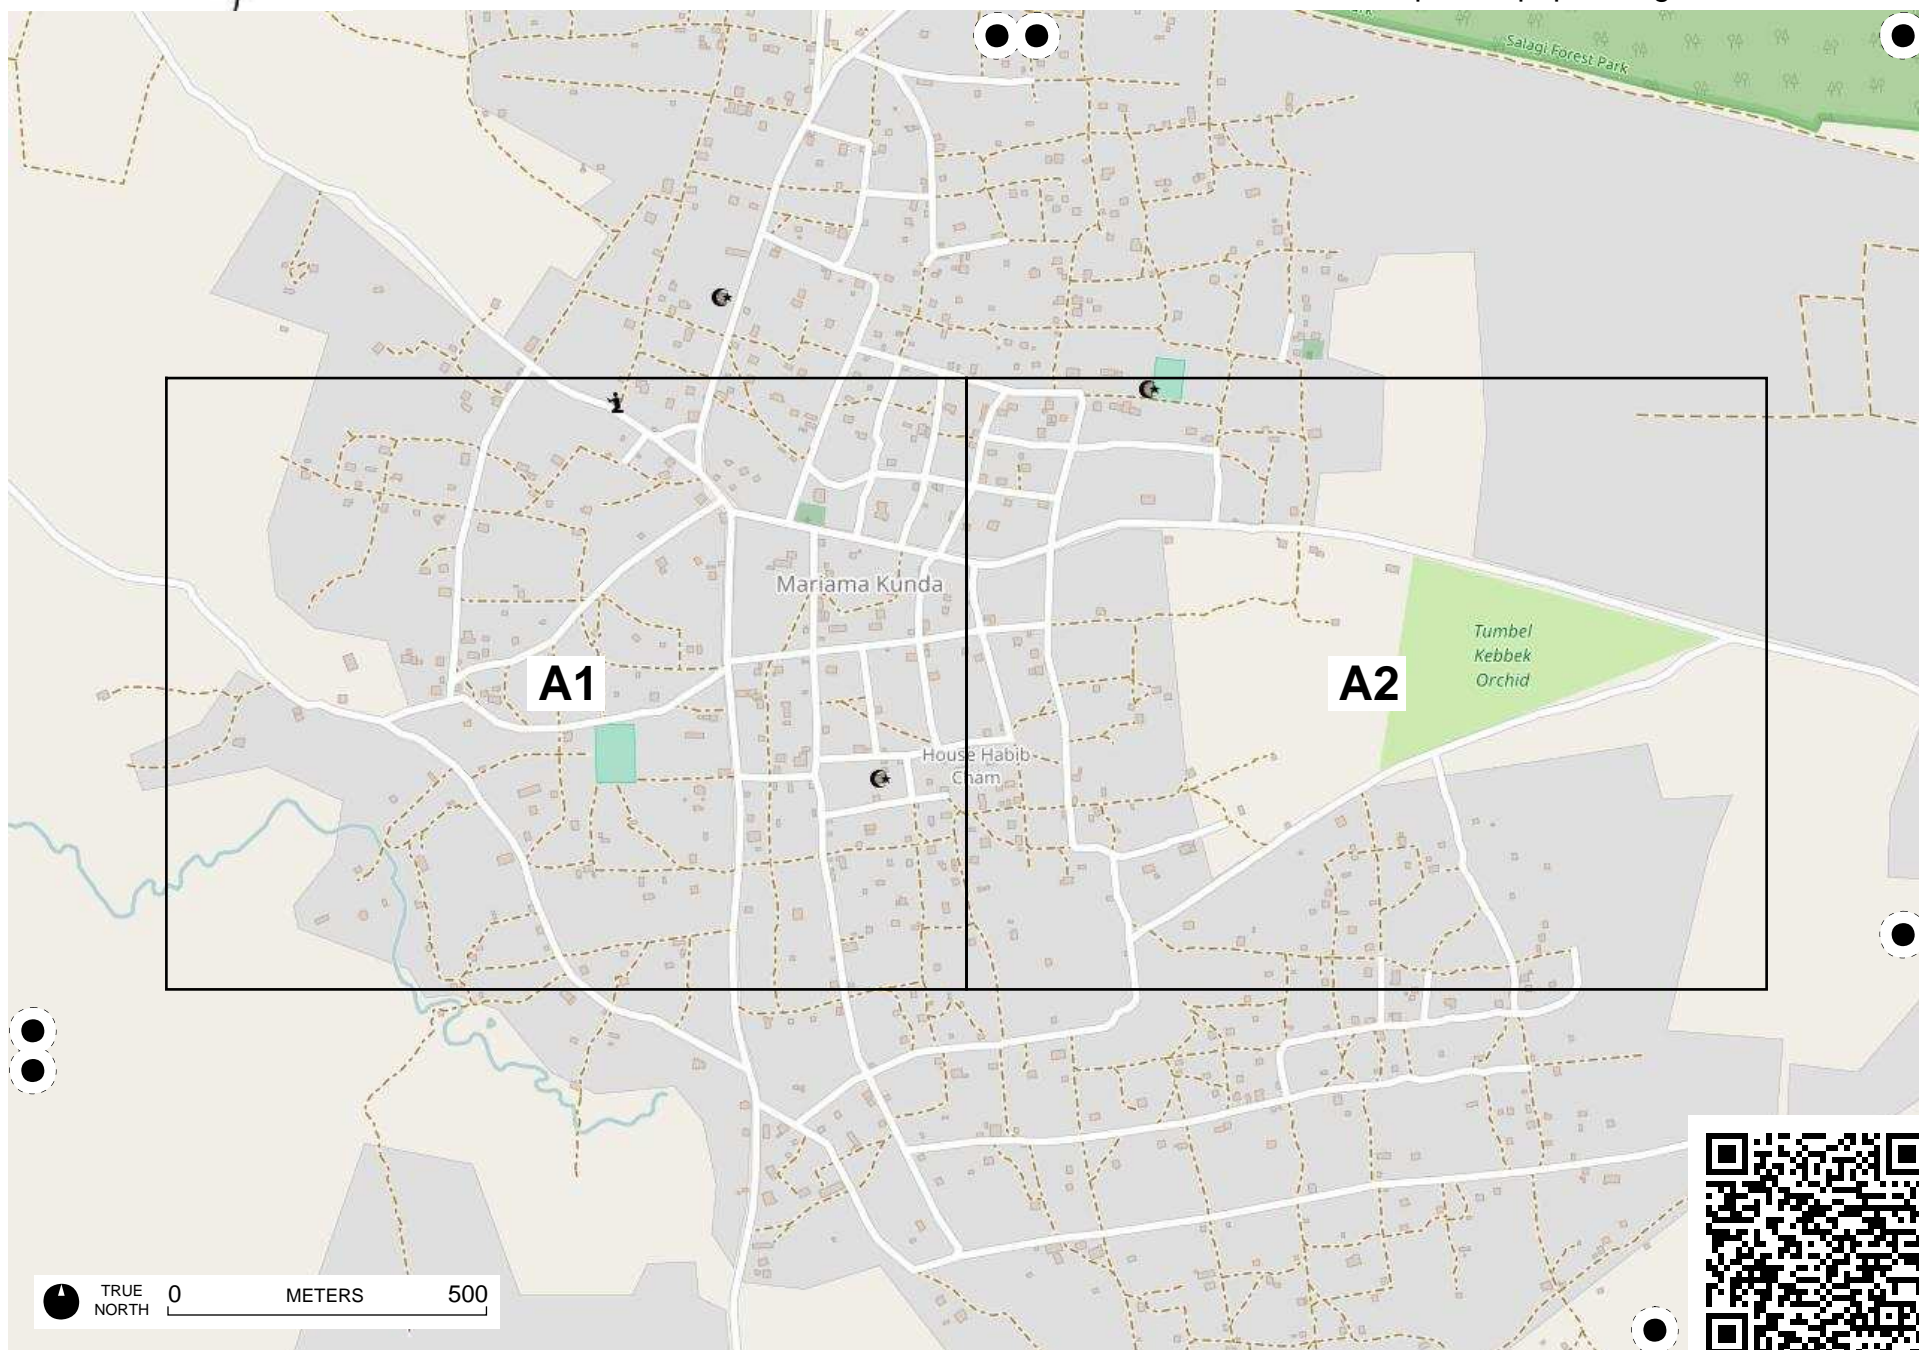 Salagi Forest Park
Mariama Kunda
Tumbel
Kebbek
Orchid
A1
A2
House Habib
Cham
TRUE
NORTH
0
METERS
500